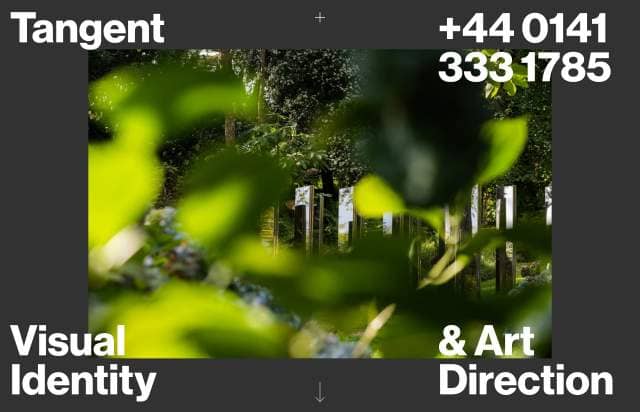 Tangent
+44 0141
333 1785
Visual
Identity
& Art
Direction